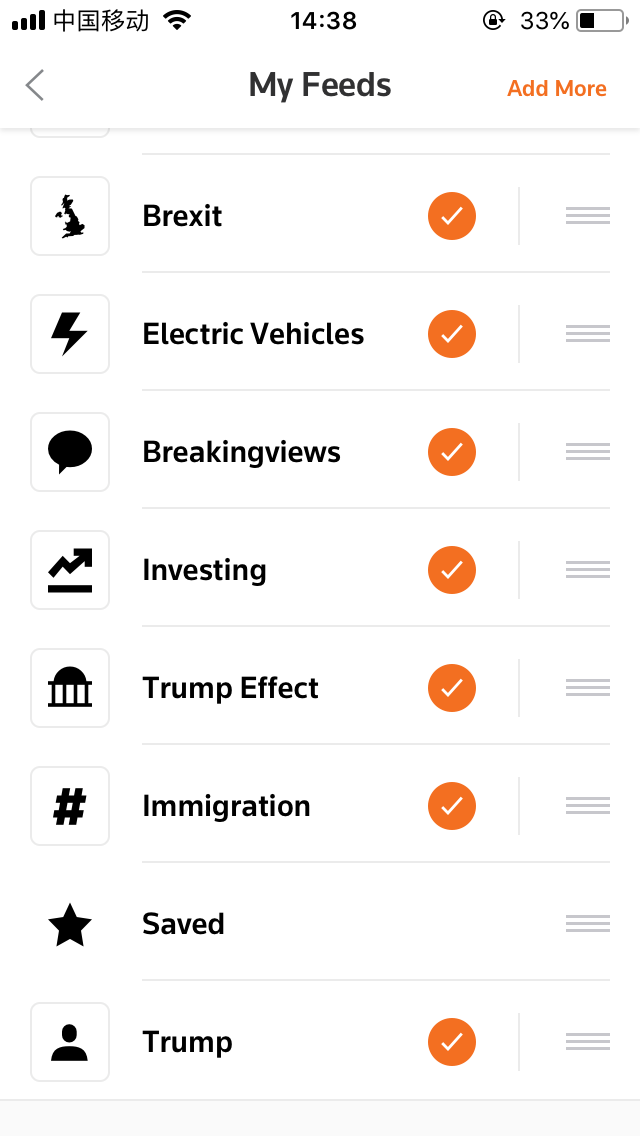 中国移动 14:38 33%
My Feeds Add More
Brexit
Electric Vehicles
Breakingviews
Investing
Trump Effect
Immigration
Saved
Trump